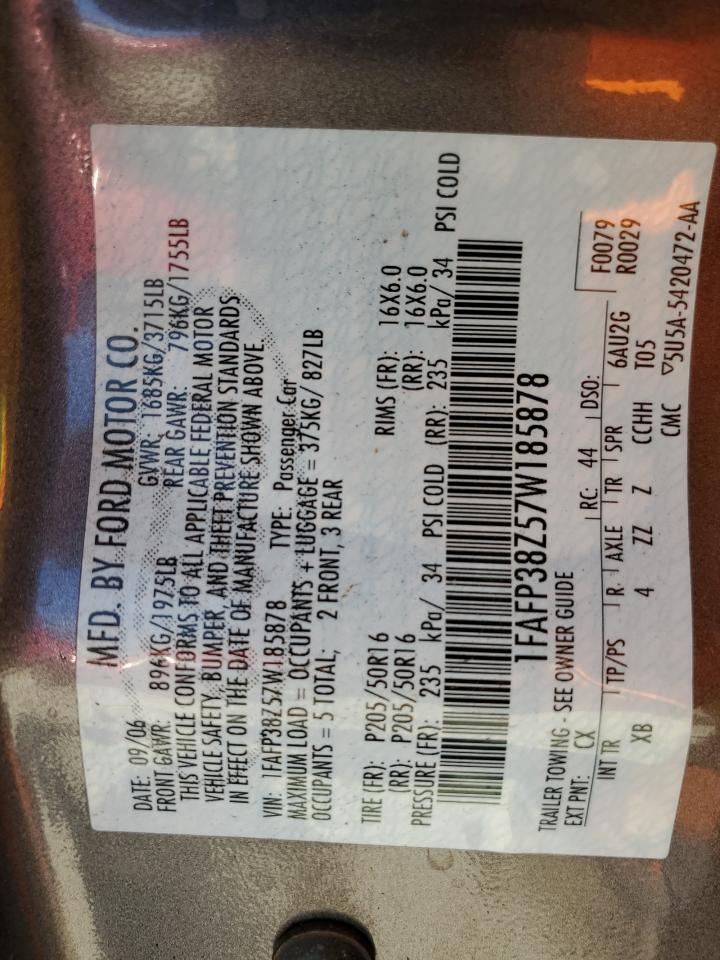 MFD. BY FORD MOTOR CO.
DATE: 09/06 GVWR: 1685KG/3715LB
FRONT GAWR: 896KG/1975LB REAR GAWR: 796KG/1755LB
THIS VEHICLE CONFORMS TO ALL APPLICABLE FEDERAL MOTOR
VEHICLE SAFETY, BUMPER, AND THEFT PREVENTION STANDARDS
IN EFFECT ON THE DATE OF MANUFACTURE SHOWN ABOVE.
VIN: 1FAFP38Z57W185878 TYPE: Passenger Car
MAXIMUM LOAD = OCCUPANTS + LUGGAGE = 375KG/ 827LB
OCCUPANTS = 5 TOTAL, 2 FRONT, 3 REAR
TIRE (FR): P205/50R16 RIMS (FR): 16X6.0
(RR): P205/50R16 (RR): 16X6.0
PRESSURE (FR): 235 kPa/ 34 PSI COLD (RR): 235 kPa/ 34 PSI COLD
1FAFP38Z57W185878
TRAILER TOWING - SEE OWNER GUIDE
EXT PNT: CX RC: 44 DSO: F0079
INT TR TP/PS R AXLE TR SPR 6AU2G R0029
XB 4 ZZ Z CCHH T05
CMC ▽5U5A-5420472-AA